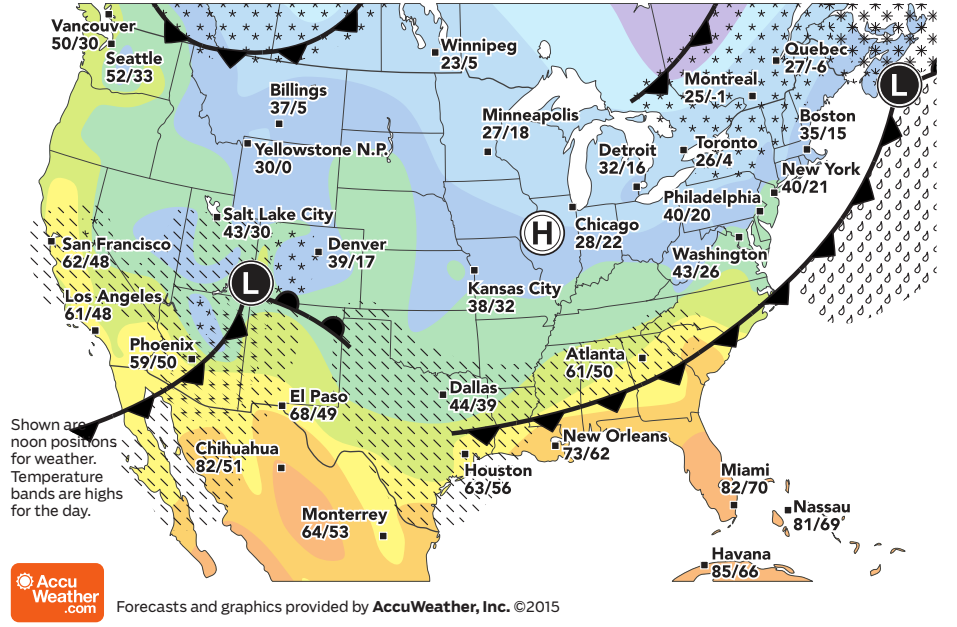 Vancouver
50/30
Seattle
52/33
Winnipeg
23/5
Quebec
27/-6
Montreal
25/-1
L
Billings
37/5
Minneapolis
27/18
Boston
35/15
Yellowstone N.P.
30/0
Detroit
32/16
Toronto
26/4
New York
40/21
Philadelphia
40/20
Salt Lake City
43/30
San Francisco
62/48
Denver
39/17
H
Chicago
28/22
Washington
43/26
L
Kansas City
38/32
Los Angeles
61/48
Phoenix
59/50
Atlanta
61/50
El Paso
68/49
Dallas
44/39
Shown are
noon positions
for weather.
Temperature
bands are highs
for the day.
Chihuahua
82/51
New Orleans
73/62
Houston
63/56
Miami
82/70
Monterrey
64/53
Nassau
81/69
Havana
85/66
Accu
Weather
.com
Forecasts and graphics provided by AccuWeather, Inc. ©2015